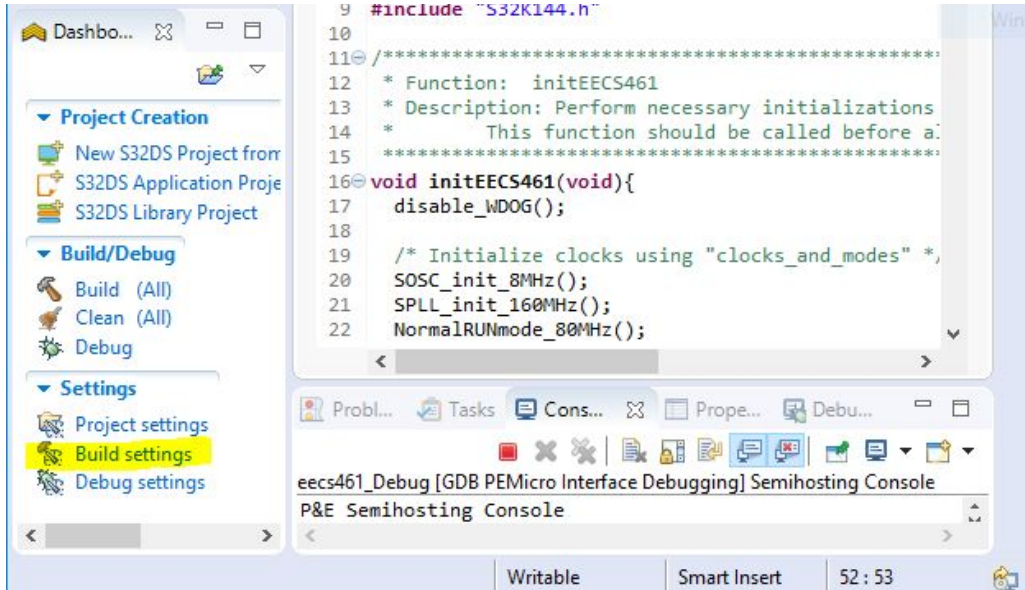 Dashbo...
Project Creation
New S32DS Project from
S32DS Application Proje
S32DS Library Project
Build/Debug
Build (All)
Clean (All)
Debug
Settings
Project settings
Build settings
Debug settings
9 #include "S32K144.h"
10
11 /*************************************************
12 * Function: initEECS461
13 * Description: Perform necessary initializations
14 * This function should be called before al
15 *************************************************
16 void initEECS461(void){
17 disable_WDOG();
18
19 /* Initialize clocks using "clocks_and_modes" */
20 SOSC_init_8MHz();
21 SPLL_init_160MHz();
22 NormalRUNmode_80MHz();
Win
Probl... Tasks Cons... Prope... Debu...
eecs461_Debug [GDB PEMicro Interface Debugging] Semihosting Console
P&E Semihosting Console
Writable Smart Insert 52 : 53